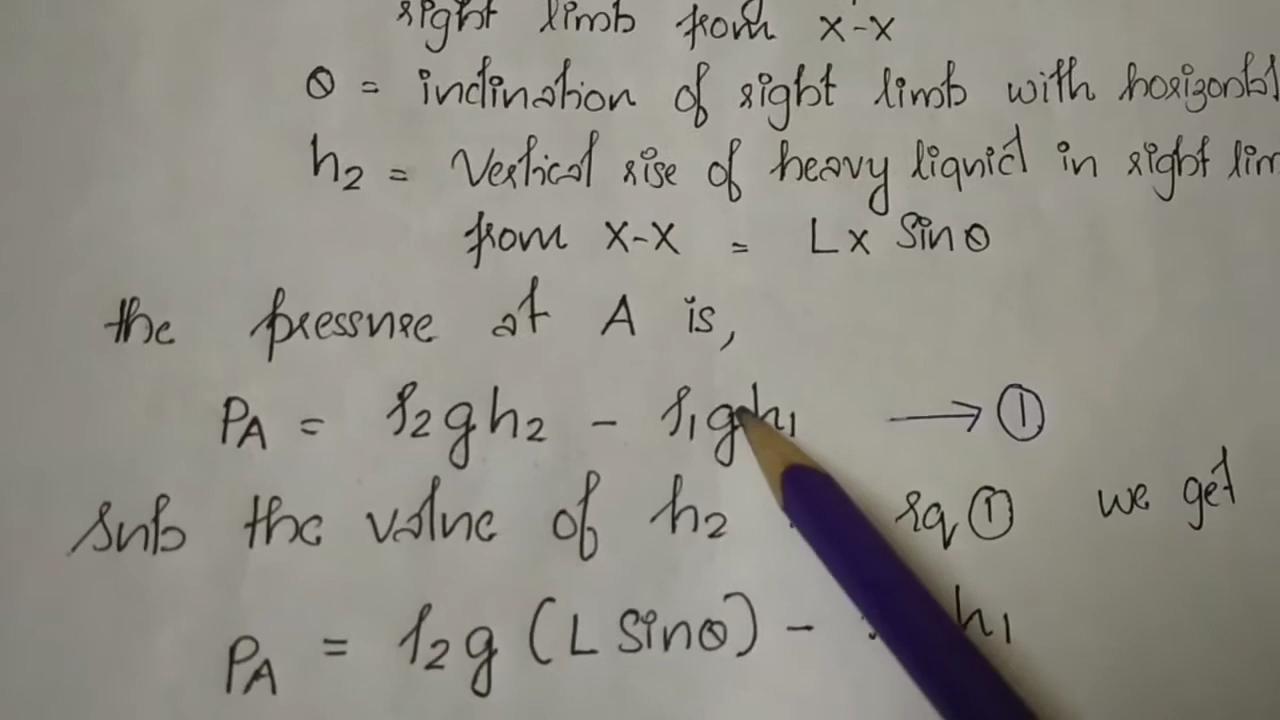 right limb from X-X
θ = inclination of right limb with horizontal
h2 = Vertical rise of heavy liquid in right lim
from X-X = L x Sinθ
the pressure at A is,
PA = ρ2gh2 - ρ1gh1 → ①
sub the value of h2 eq ① we get
PA = ρ2g (L Sinθ) - h1